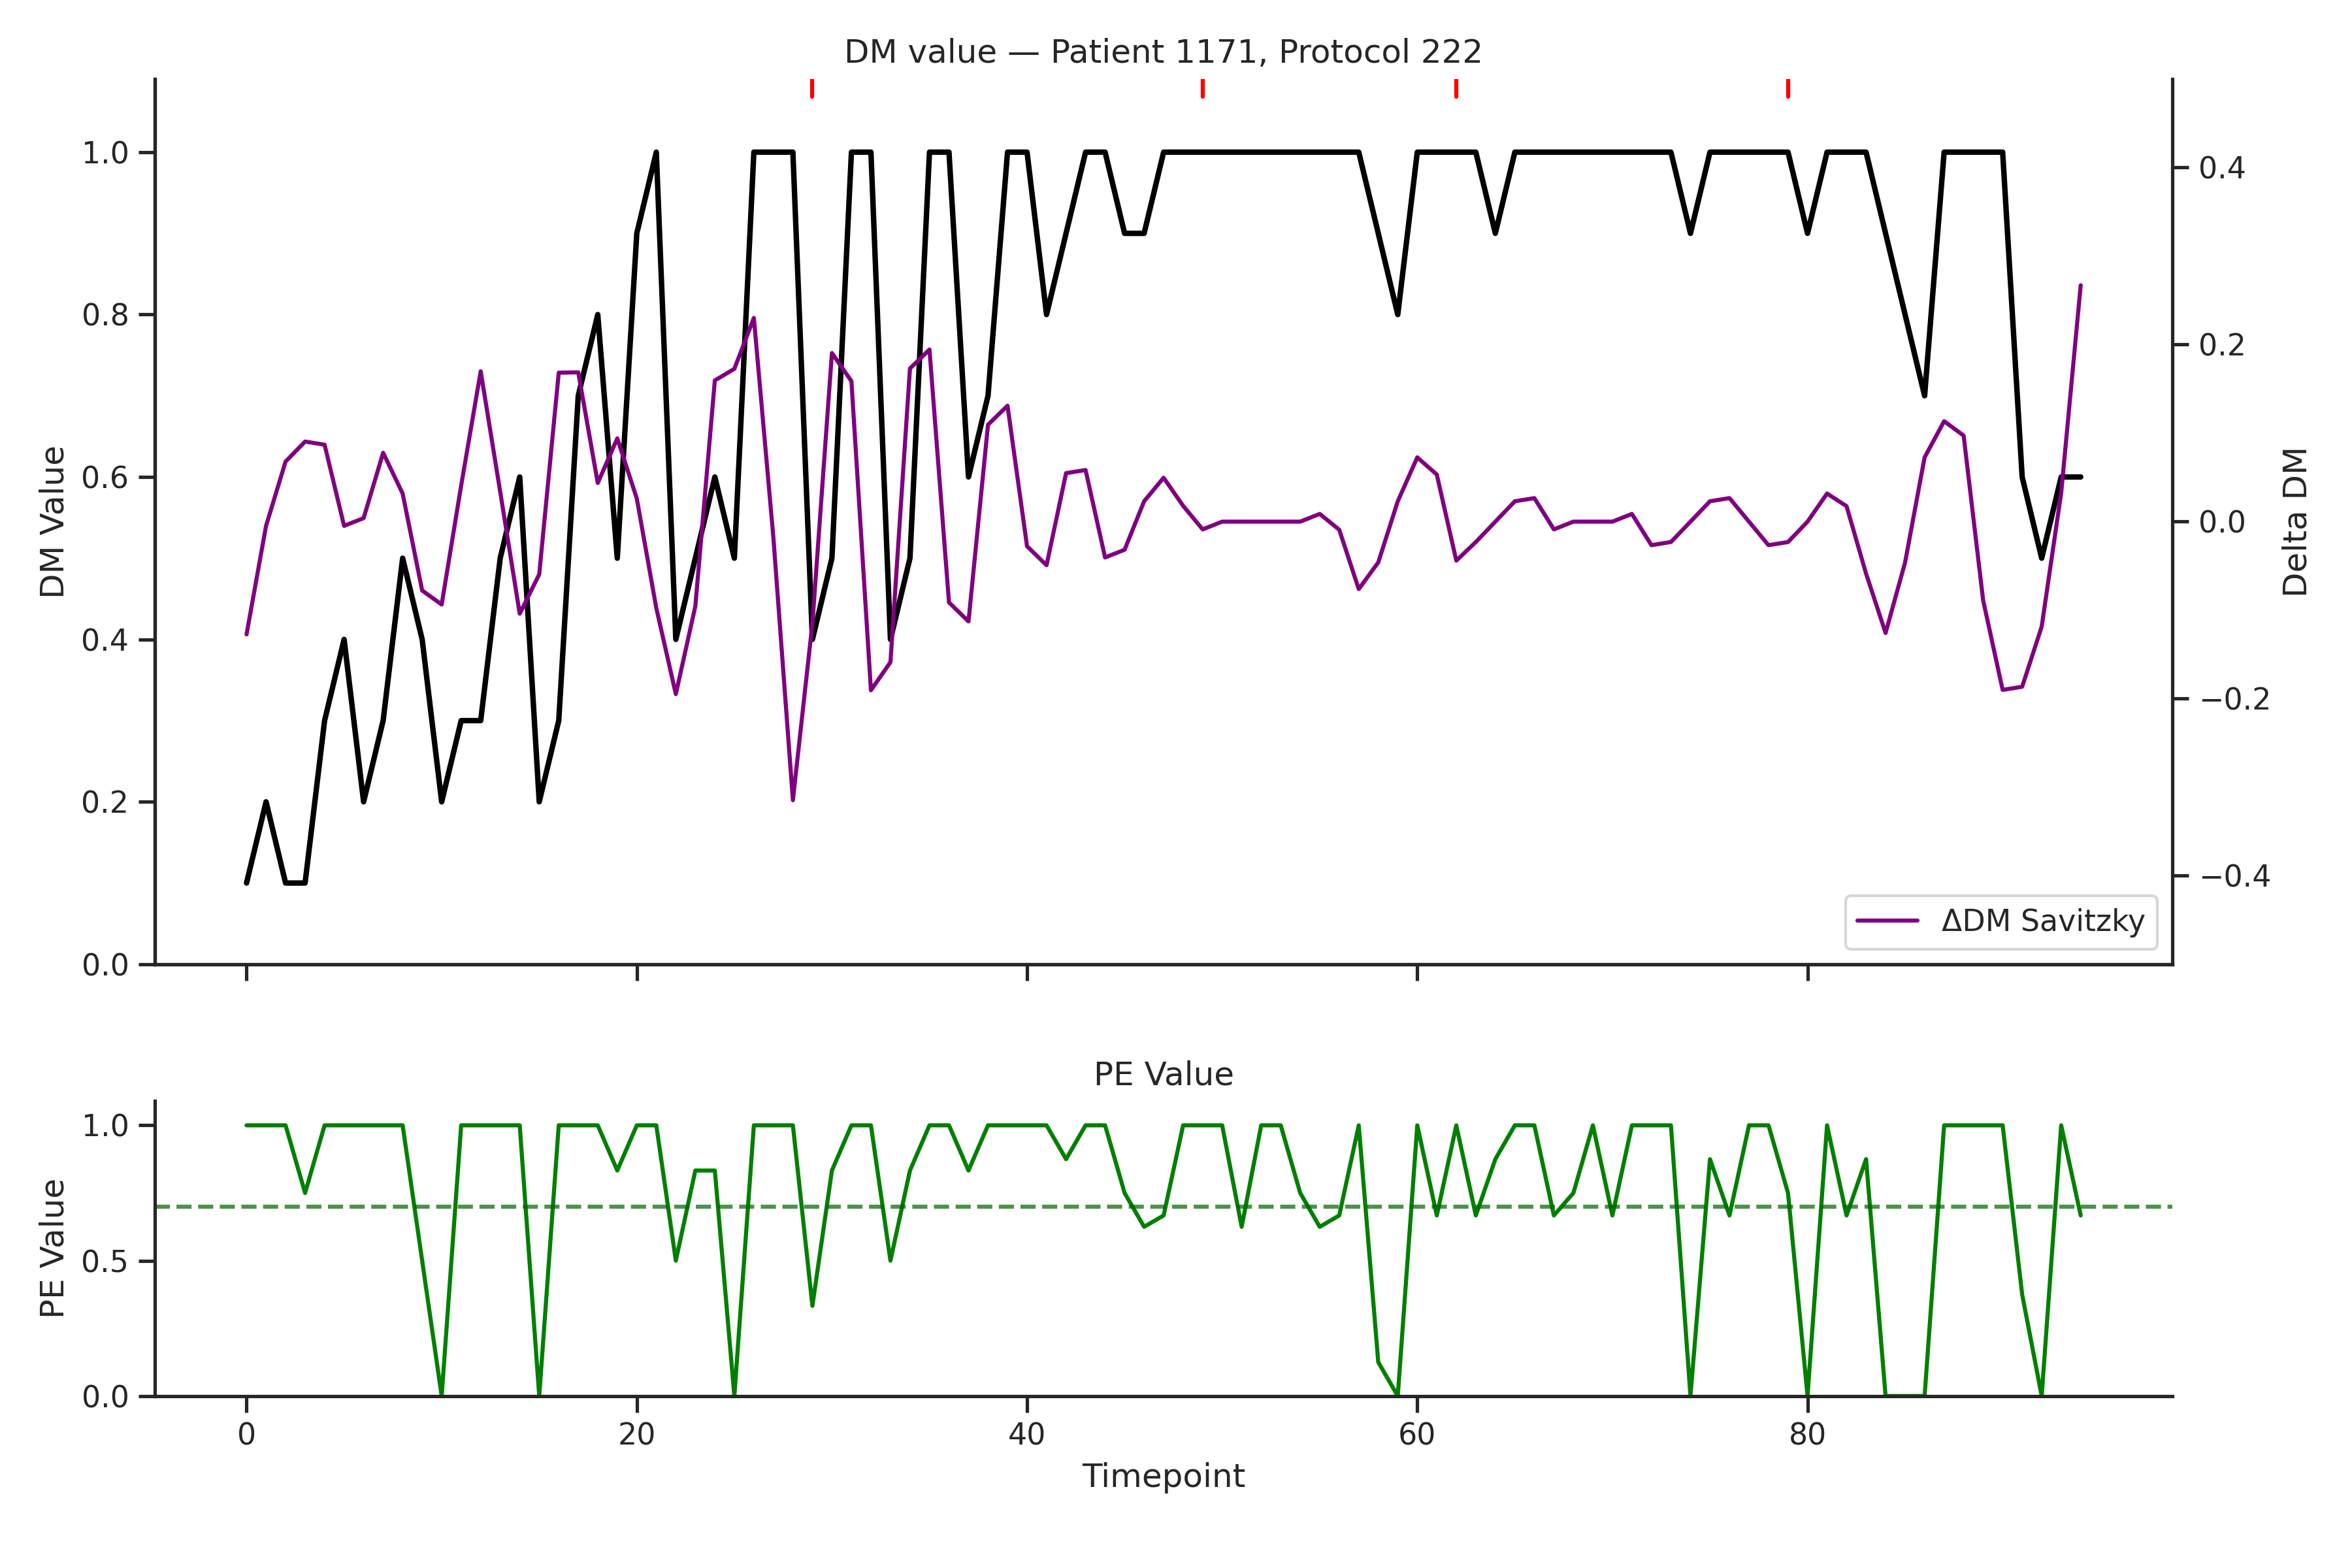 DM value — Patient 1171, Protocol 222
DM Value
1.0
0.8
0.6
0.4
0.2
0.0
0.4
0.2
0.0
−0.2
−0.4
Delta DM
ΔDM Savitzky
PE Value
PE Value
1.0
0.5
0.0
0
20
40
60
80
Timepoint